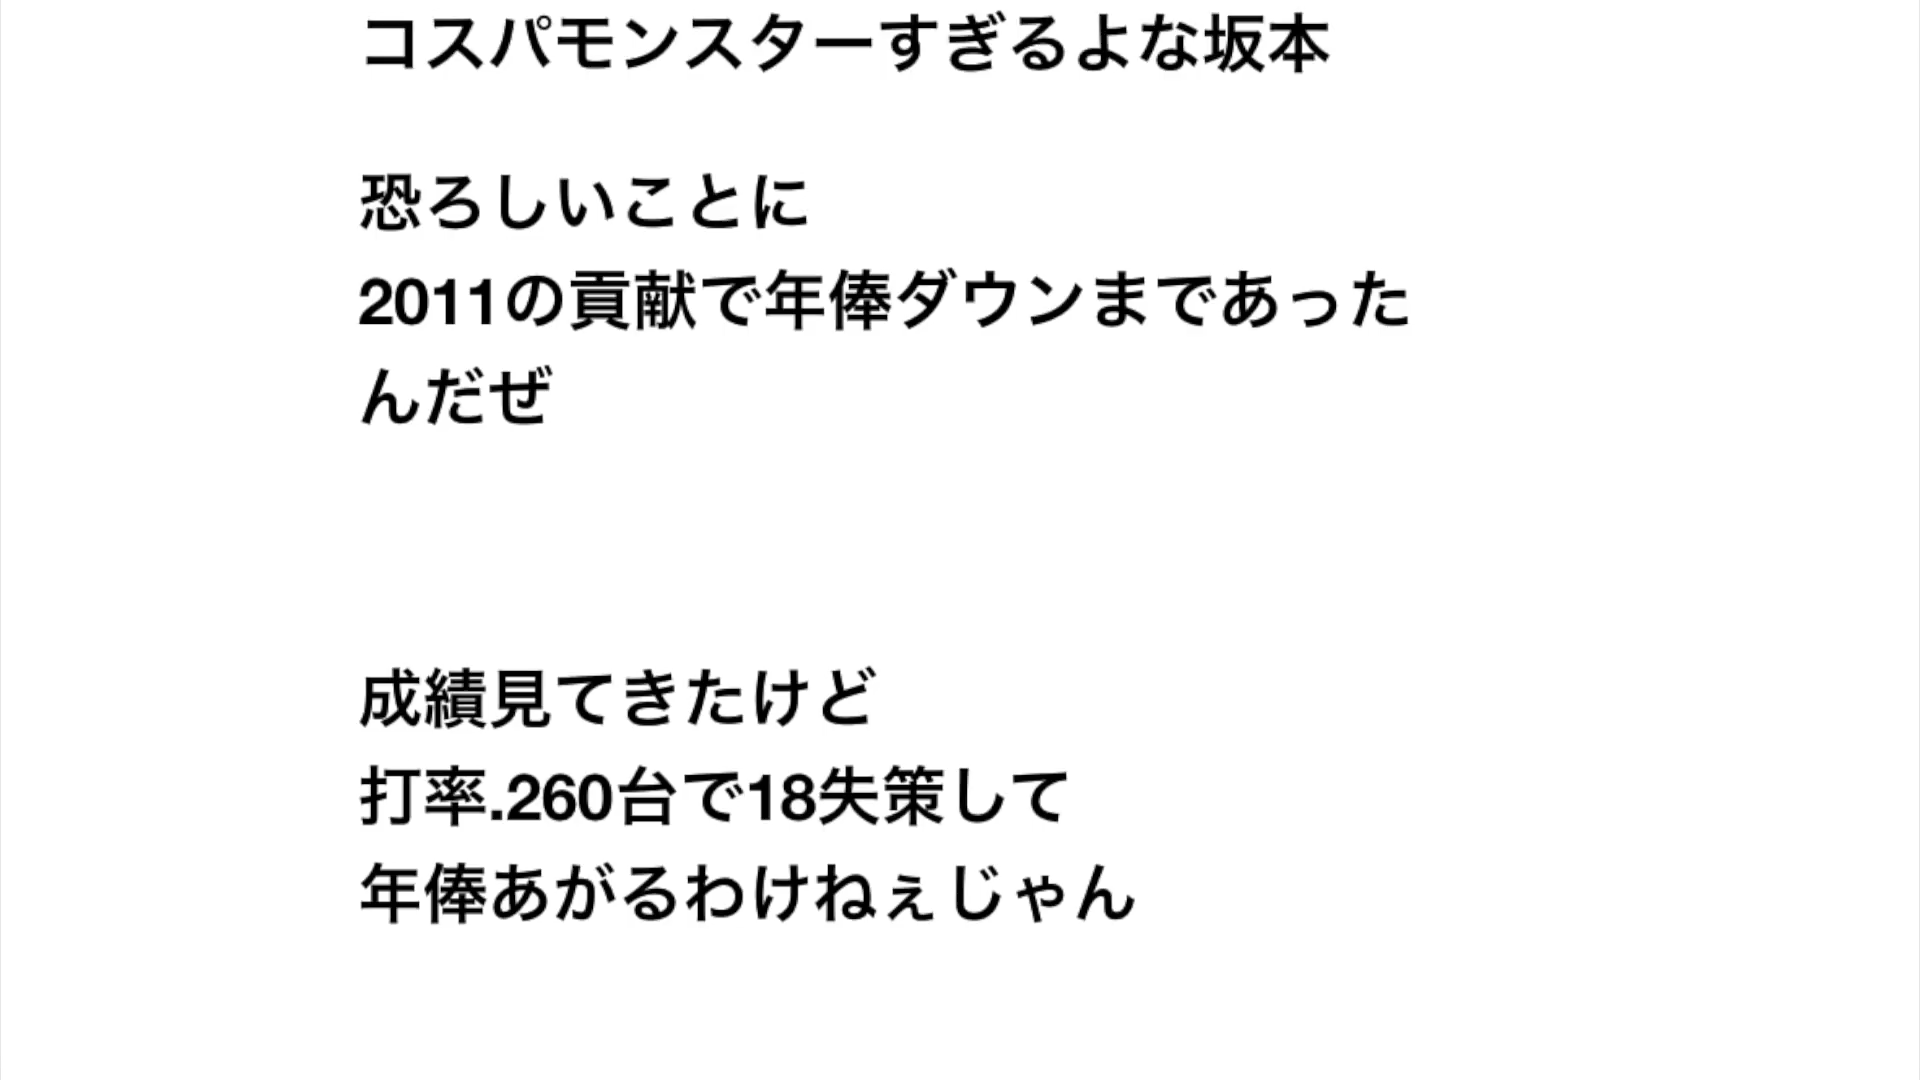 コスパモンスターすぎるよな坂本
恐ろしいことに
2011の貢献で年俸ダウンまであった
んだぜ
成績見てきたけど
打率.260台で18失策して
年俸あがるわけねぇじゃん